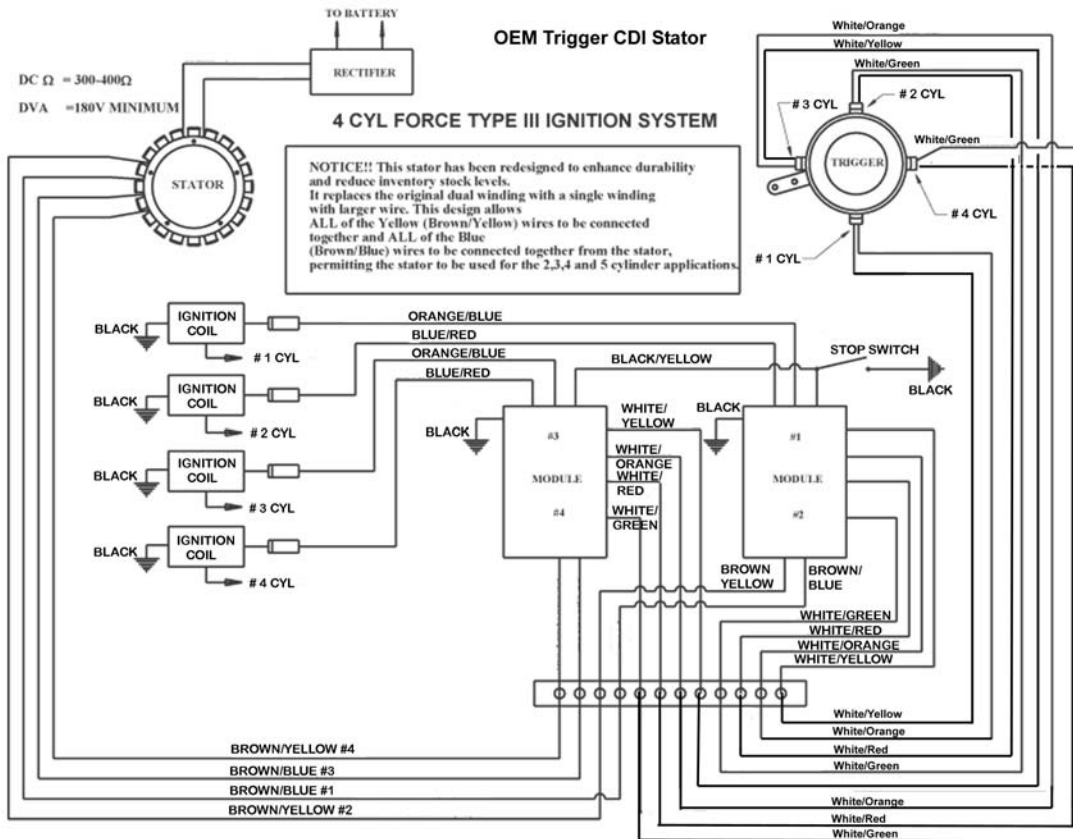 TO BATTERY
OEM Trigger CDI Stator
White/Orange
White/Yellow
White/Green
RECTIFIER
DC Ω = 300-400Ω
DVA =180V MINIMUM
# 3 CYL
# 2 CYL
4 CYL FORCE TYPE III IGNITION SYSTEM
White/Green
TRIGGER
STATOR
NOTICE!! This stator has been redesigned to enhance durability
and reduce inventory stock levels.
It replaces the original dual winding with a single winding
with larger wire. This design allows
ALL of the Yellow (Brown/Yellow) wires to be connected
together and ALL of the Blue
(Brown/Blue) wires to be connected together from the stator,
permitting the stator to be used for the 2,3,4 and 5 cylinder applications.
# 4 CYL
# 1 CYL
BLACK
IGNITION
COIL
ORANGE/BLUE
# 1 CYL
BLUE/RED
ORANGE/BLUE
BLACK/YELLOW
STOP SWITCH
BLUE/RED
BLACK
BLACK
IGNITION
COIL
# 2 CYL
BLACK
#3
MODULE
#4
WHITE/
YELLOW
WHITE/
ORANGE
WHITE/
RED
WHITE/
GREEN
BLACK
#1
MODULE
#2
BLACK
IGNITION
COIL
# 3 CYL
BLACK
IGNITION
COIL
# 4 CYL
BROWN
YELLOW
BROWN/
BLUE
WHITE/GREEN
WHITE/RED
WHITE/ORANGE
WHITE/YELLOW
White/Yellow
White/Orange
White/Red
White/Green
BROWN/YELLOW #4
BROWN/BLUE #3
BROWN/BLUE #1
BROWN/YELLOW #2
White/Orange
White/Red
White/Green